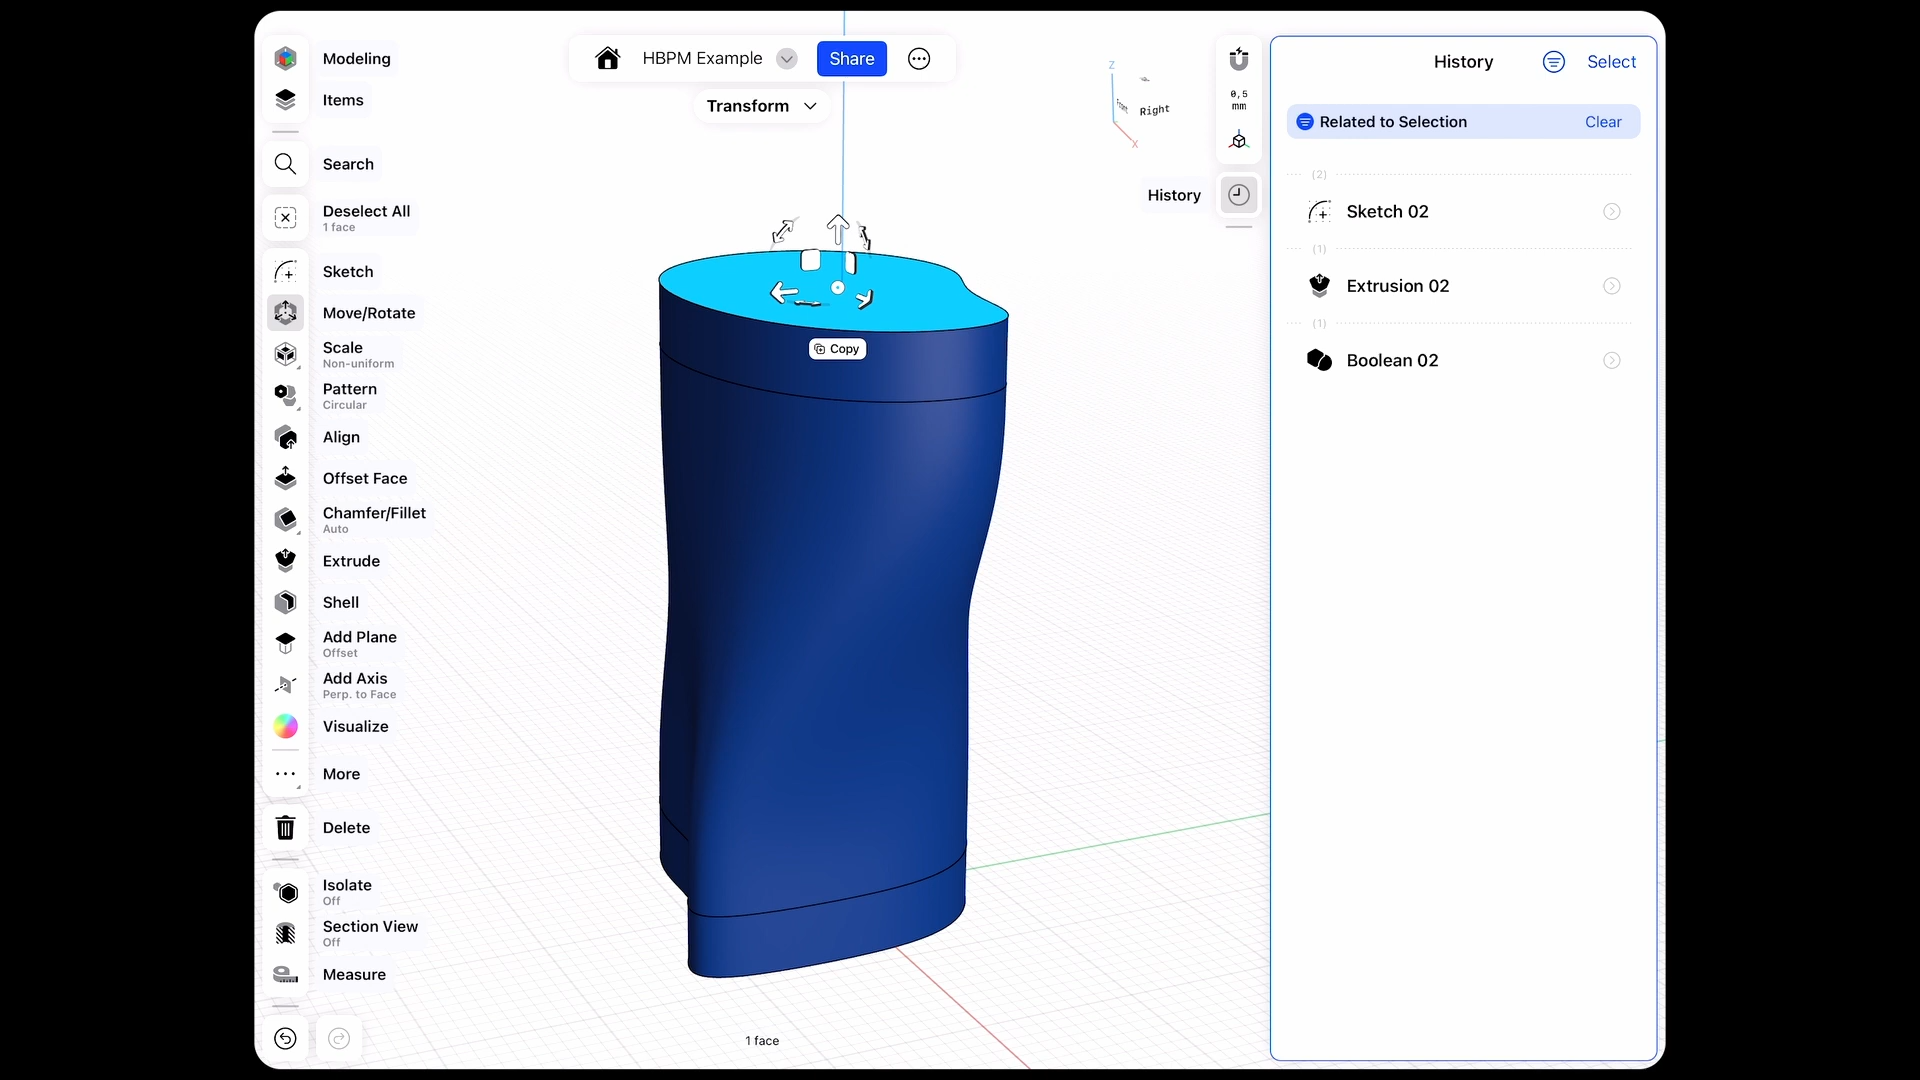 Modeling
Items
Search
Deselect All
1 face
Sketch
Move/Rotate
Scale
Non-uniform
Pattern
Circular
Align
Offset Face
Chamfer/Fillet
Auto
Extrude
Shell
Add Plane
Offset
Add Axis
Perp. to Face
Visualize
More
Delete
Isolate
Off
Section View
Off
Measure
HBPM Example
Share
Transform
Copy
1 face
Z
Front
Right
X
0,5
mm
History
History
Select
Related to Selection
Clear
(2)
Sketch 02
(1)
Extrusion 02
(1)
Boolean 02